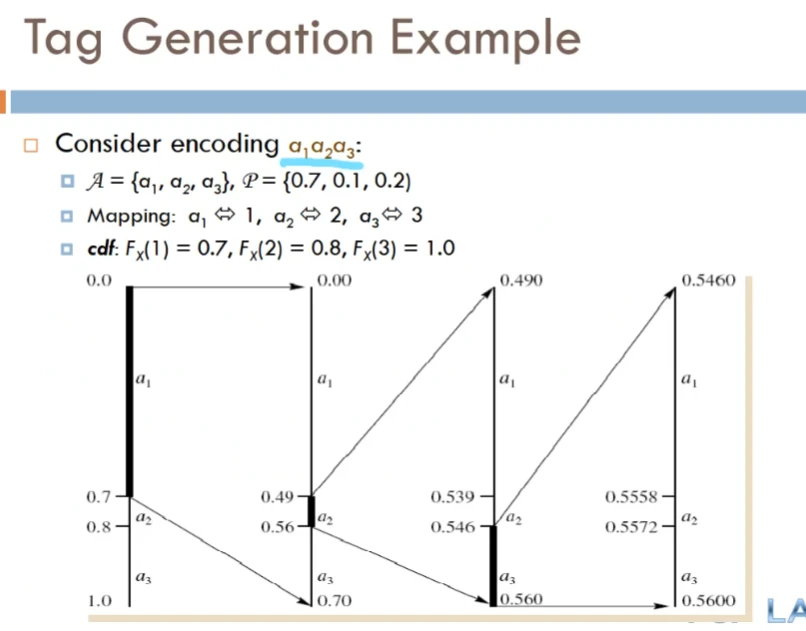 Tag Generation Example
Consider encoding a₁a₂a₃:
A = {a₁, a₂, a₃}, P = {0.7, 0.1, 0.2)
Mapping: a₁ ⇔ 1, a₂ ⇔ 2, a₃ ⇔ 3
cdf: Fₓ(1) = 0.7, Fₓ(2) = 0.8, Fₓ(3) = 1.0
0.0 0.00 0.490 0.5460
a₁ a₁ a₁ a₁
0.7 0.49 0.539 0.5558
a₂ a₂ a₂ a₂
0.8 0.56 0.546 0.5572
a₃ a₃ a₃ a₃
1.0 0.70 0.560 0.5600
LA